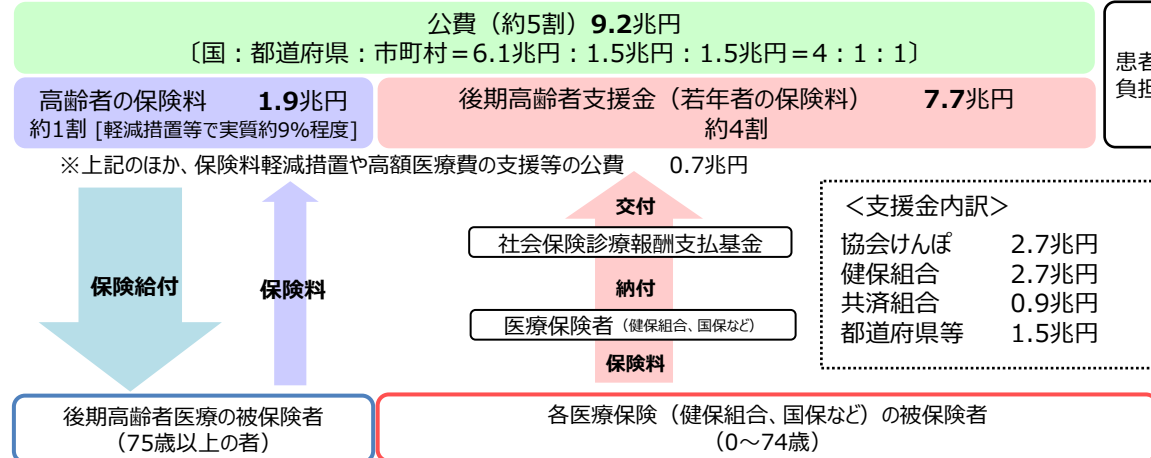 公費（約5割）9.2兆円
〔国：都道府県：市町村＝6.1兆円：1.5兆円：1.5兆円＝4：1：1〕
患者
負担
高齢者の保険料　1.9兆円
約1割 [軽減措置等で実質約9%程度]
後期高齢者支援金（若年者の保険料）　7.7兆円
約4割
※上記のほか、保険料軽減措置や高額医療費の支援等の公費　0.7兆円
保険給付
保険料
交付
社会保険診療報酬支払基金
納付
医療保険者（健保組合、国保など）
保険料
＜支援金内訳＞
協会けんぽ　2.7兆円
健保組合　2.7兆円
共済組合　0.9兆円
都道府県等　1.5兆円
後期高齢者医療の被保険者
（75歳以上の者）
各医療保険（健保組合、国保など）の被保険者
（0～74歳）